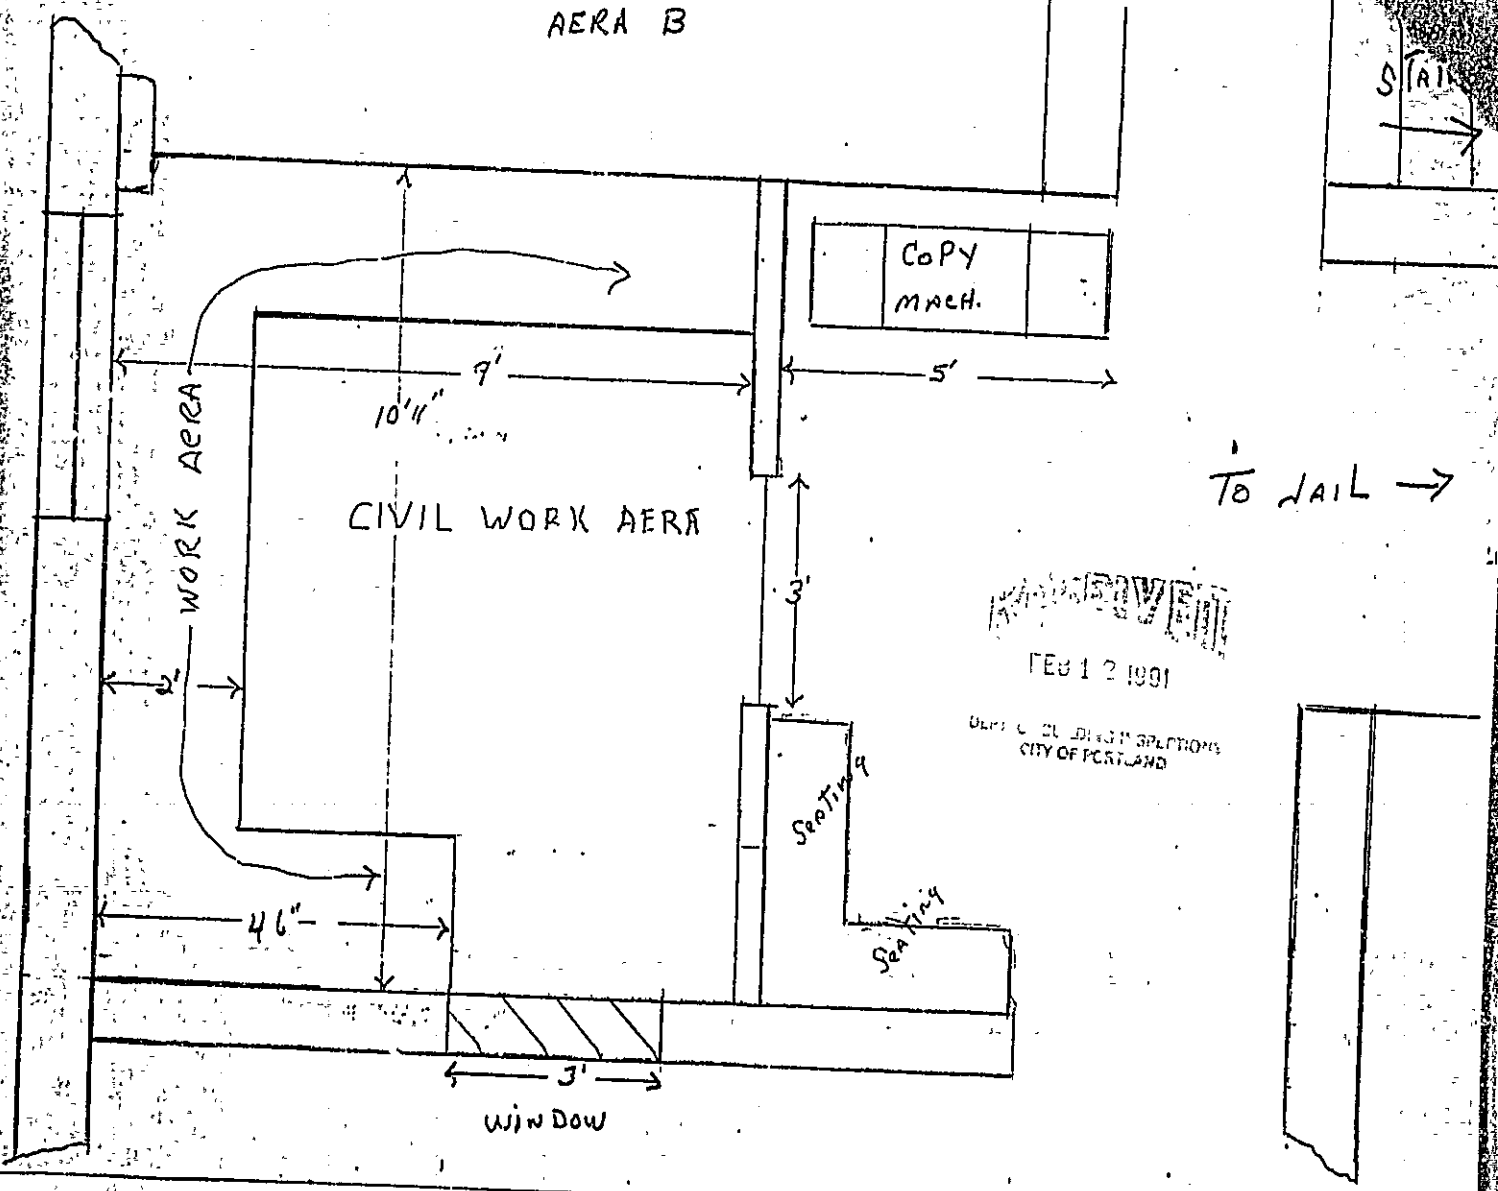 AERA B
COPY
MACH.
9'
5'
10'11"
WORK AERA
CIVIL WORK AERA
TO JAIL
3'
2'
FEB 1 2 1991
CITY OF PORTLAND
Seating
Seating
46"
3'
WINDOW